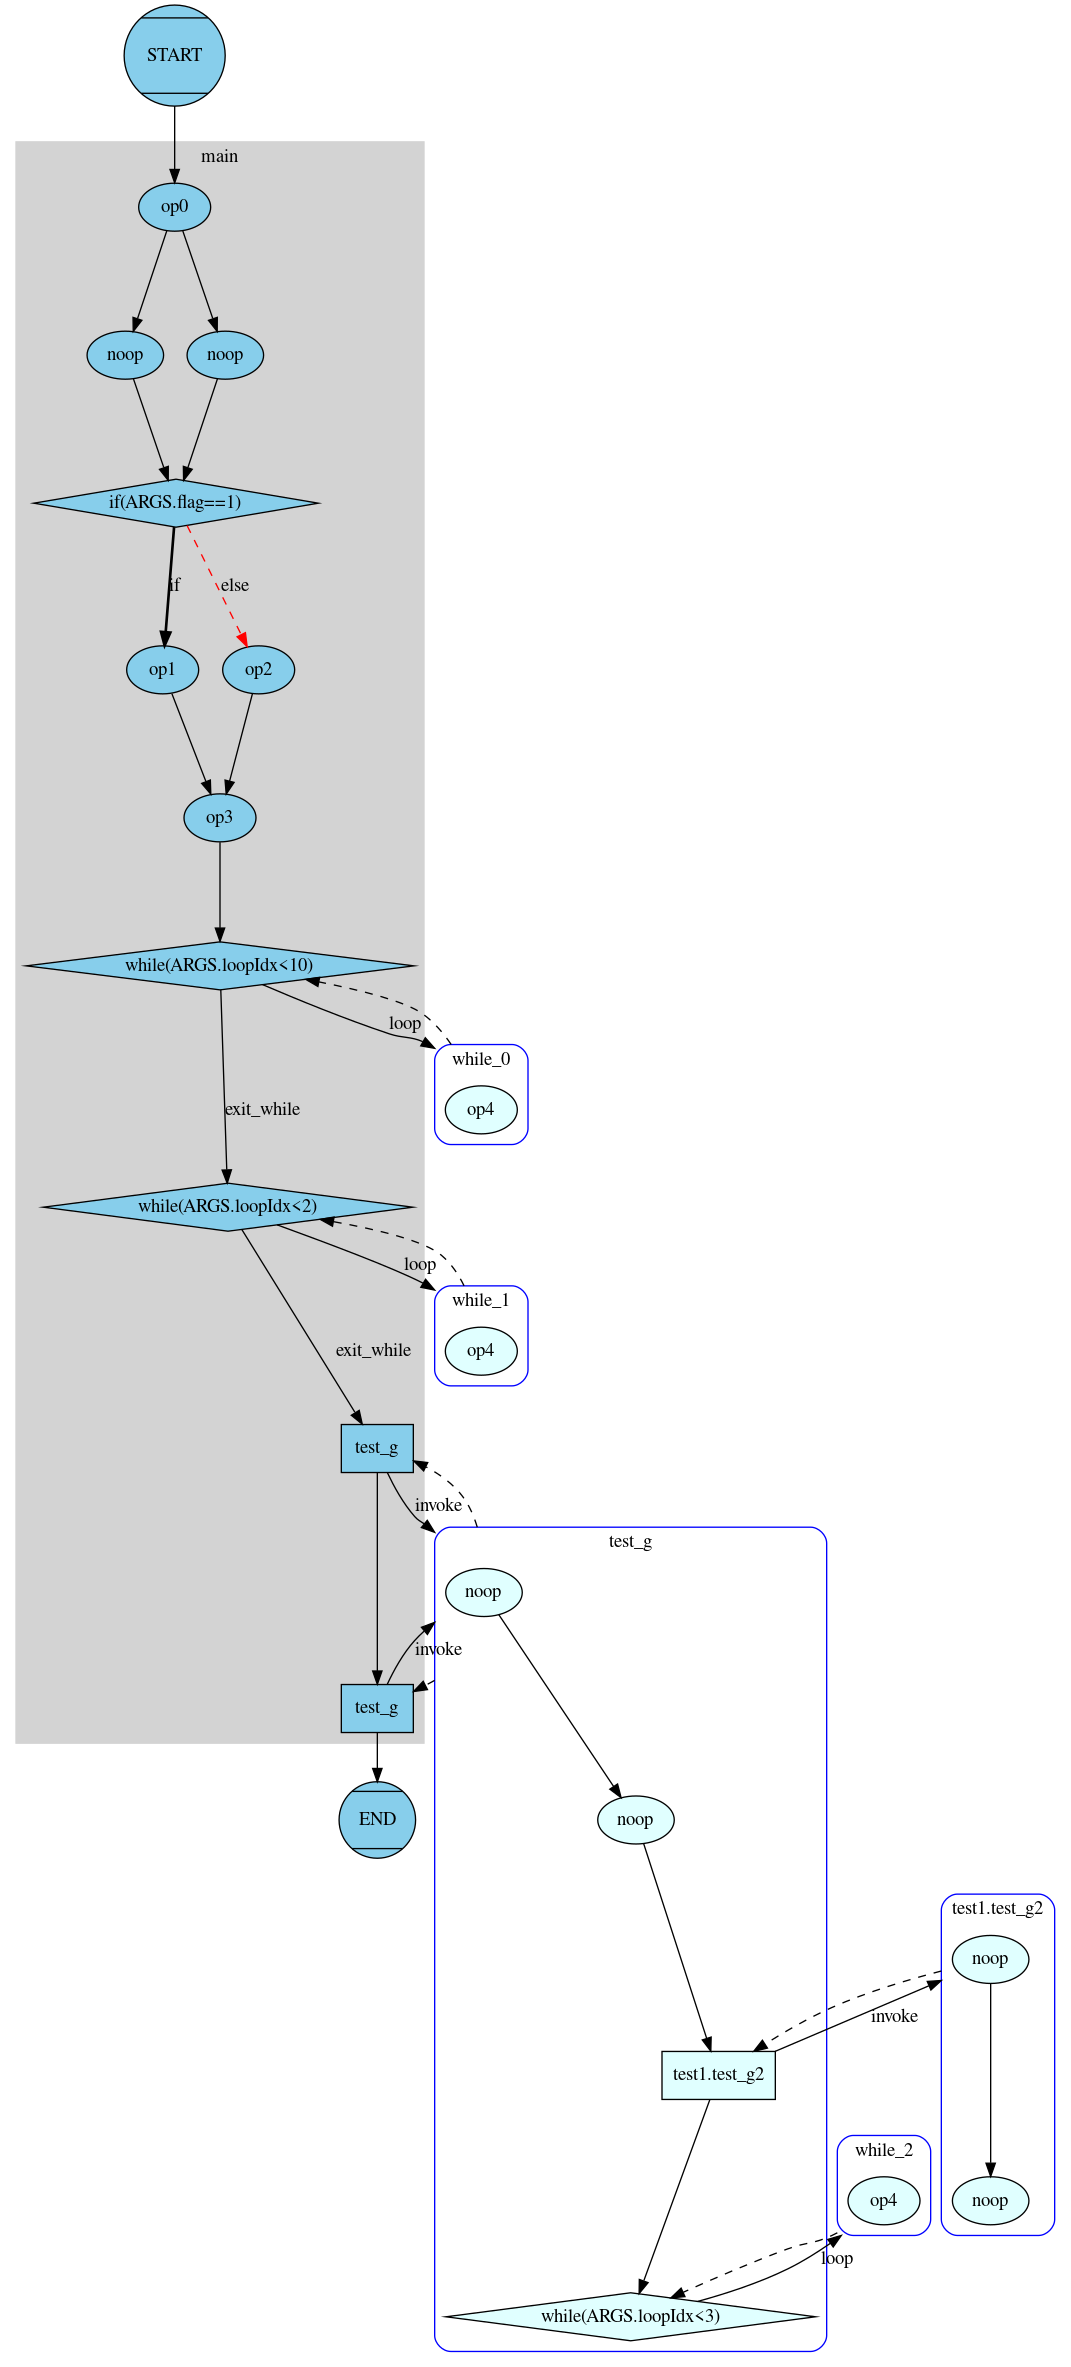 START
main
op0
noop
noop
if(ARGS.flag==1)
if
else
op1
op2
op3
while(ARGS.loopIdx<10)
loop
while_0
op4
exit_while
while(ARGS.loopIdx<2)
loop
while_1
op4
exit_while
test_g
invoke
test_g
noop
invoke
test_g
END
noop
test1.test_g2
noop
invoke
test1.test_g2
while_2
op4
noop
loop
while(ARGS.loopIdx<3)